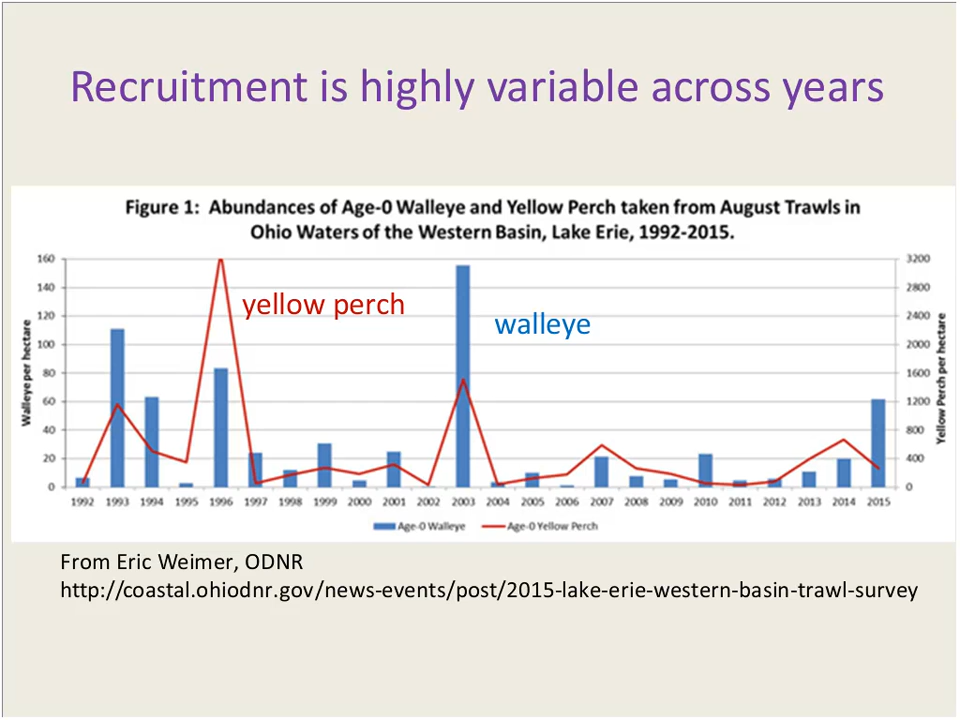 Recruitment is highly variable across years
Figure 1: Abundances of Age-0 Walleye and Yellow Perch taken from August Trawls in
Ohio Waters of the Western Basin, Lake Erie, 1992-2015.
160
140
120
100
80
60
40
20
0
Walleye per hectare
yellow perch
walleye
3200
2800
2400
2000
1600
1200
800
400
0
Yellow Perch per hectare
1992 1993 1994 1995 1996 1997 1998 1999 2000 2001 2002 2003 2004 2005 2006 2007 2008 2009 2010 2011 2012 2013 2014 2015
Age-0 Walleye Age-0 Yellow Perch
From Eric Weimer, ODNR
http://coastal.ohiodnr.gov/news-events/post/2015-lake-erie-western-basin-trawl-survey